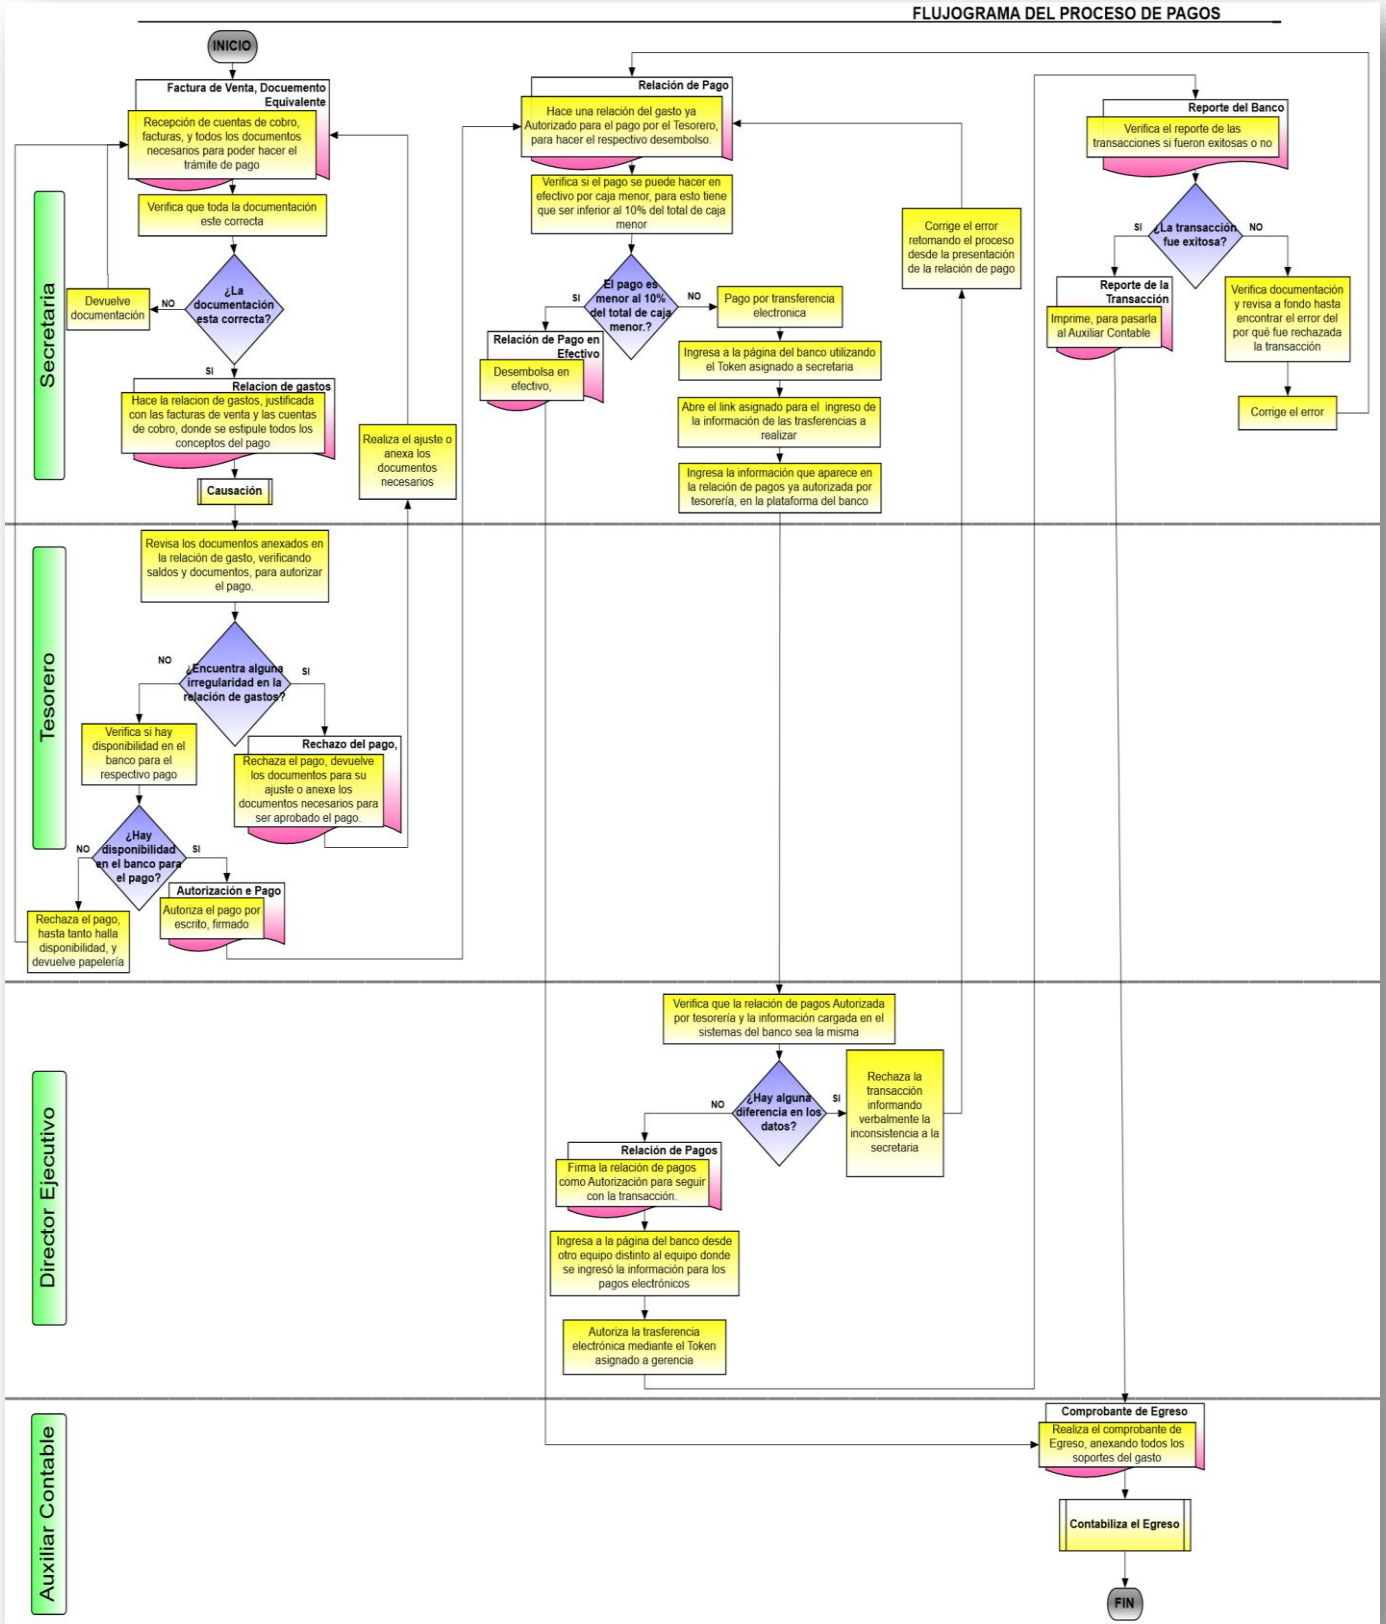 FLUJOGRAMA DEL PROCESO DE PAGOS
Secretaria
INICIO
Factura de Venta, Docuemento
Equivalente
Recepción de cuentas de cobro,
facturas, y todos los documentos
necesarios para poder hacer el
trámite de pago
Verifica que toda la documentación
este correcta
¿La
documentación
esta correcta?
NO
Devuelve
documentación
SI
Relacion de gastos
Hace la relacion de gastos, justificada
con las facturas de venta y las cuentas
de cobro, donde se estipule todos los
conceptos del pago
Causación
Realiza el ajuste o
anexa los
documentos
necesarios
Relación de Pago
Hace una relación del gasto ya
Autorizado para el pago por el Tesorero,
para hacer el respectivo desembolso.
Verifica si el pago se puede hacer en
efectivo por caja menor, para esto tiene
que ser inferior al 10% del total de caja
menor
El pago es
menor al 10%
del total de caja
menor.?
SI
NO
Relación de Pago en
Efectivo
Desembolsa en
efectivo,
Pago por transferencia
electronica
Ingresa a la página del banco utilizando
el Token asignado a secretaria
Abre el link asignado para el ingreso de
la información de las trasferencias a
realizar
Ingresa la información que aparece en
la relación de pagos ya autorizada por
tesorería, en la plataforma del banco
Corrige el error
retomando el proceso
desde la presentación
de la relación de pago
Reporte del Banco
Verifica el reporte de las
transacciones si fueron exitosas o no
¿La transacción
fue exitosa?
SI
NO
Reporte de la
Transacción
Imprime, para pasarla
al Auxiliar Contable
Verifica documentación
y revisa a fondo hasta
encontrar el error del
por qué fue rechazada
la transacción
Corrige el error
Tesorero
Revisa los documentos anexados en
la relación de gasto, verificando
saldos y documentos, para autorizar
el pago.
¿Encuentra alguna
irregularidad en la
relación de gastos?
NO
SI
Verifica si hay
disponibilidad en el
banco para el
respectivo pago
Rechazo del pago,
Rechaza el pago, devuelve
los documentos para su
ajuste o anexe los
documentos necesarios para
ser aprobado el pago.
¿Hay
disponibilidad
en el banco para
el pago?
NO
SI
Rechaza el pago,
hasta tanto halla
disponibilidad, y
devuelve papelería
Autorización e Pago
Autoriza el pago por
escrito, firmado
Director Ejecutivo
Verifica que la relación de pagos Autorizada
por tesorería y la información cargada en el
sistemas del banco sea la misma
¿Hay alguna
diferencia en los
datos?
NO
SI
Rechaza la
transacción
informando
verbalmente la
inconsistencia a la
secretaria
Relación de Pagos
Firma la relación de pagos
como Autorización para seguir
con la transacción.
Ingresa a la página del banco desde
otro equipo distinto al equipo donde
se ingresó la información para los
pagos electrónicos
Autoriza la trasferencia
electrónica mediante el Token
asignado a gerencia
Auxiliar Contable
Comprobante de Egreso
Realiza el comprobante de
Egreso, anexando todos los
soportes del gasto
Contabiliza el Egreso
FIN